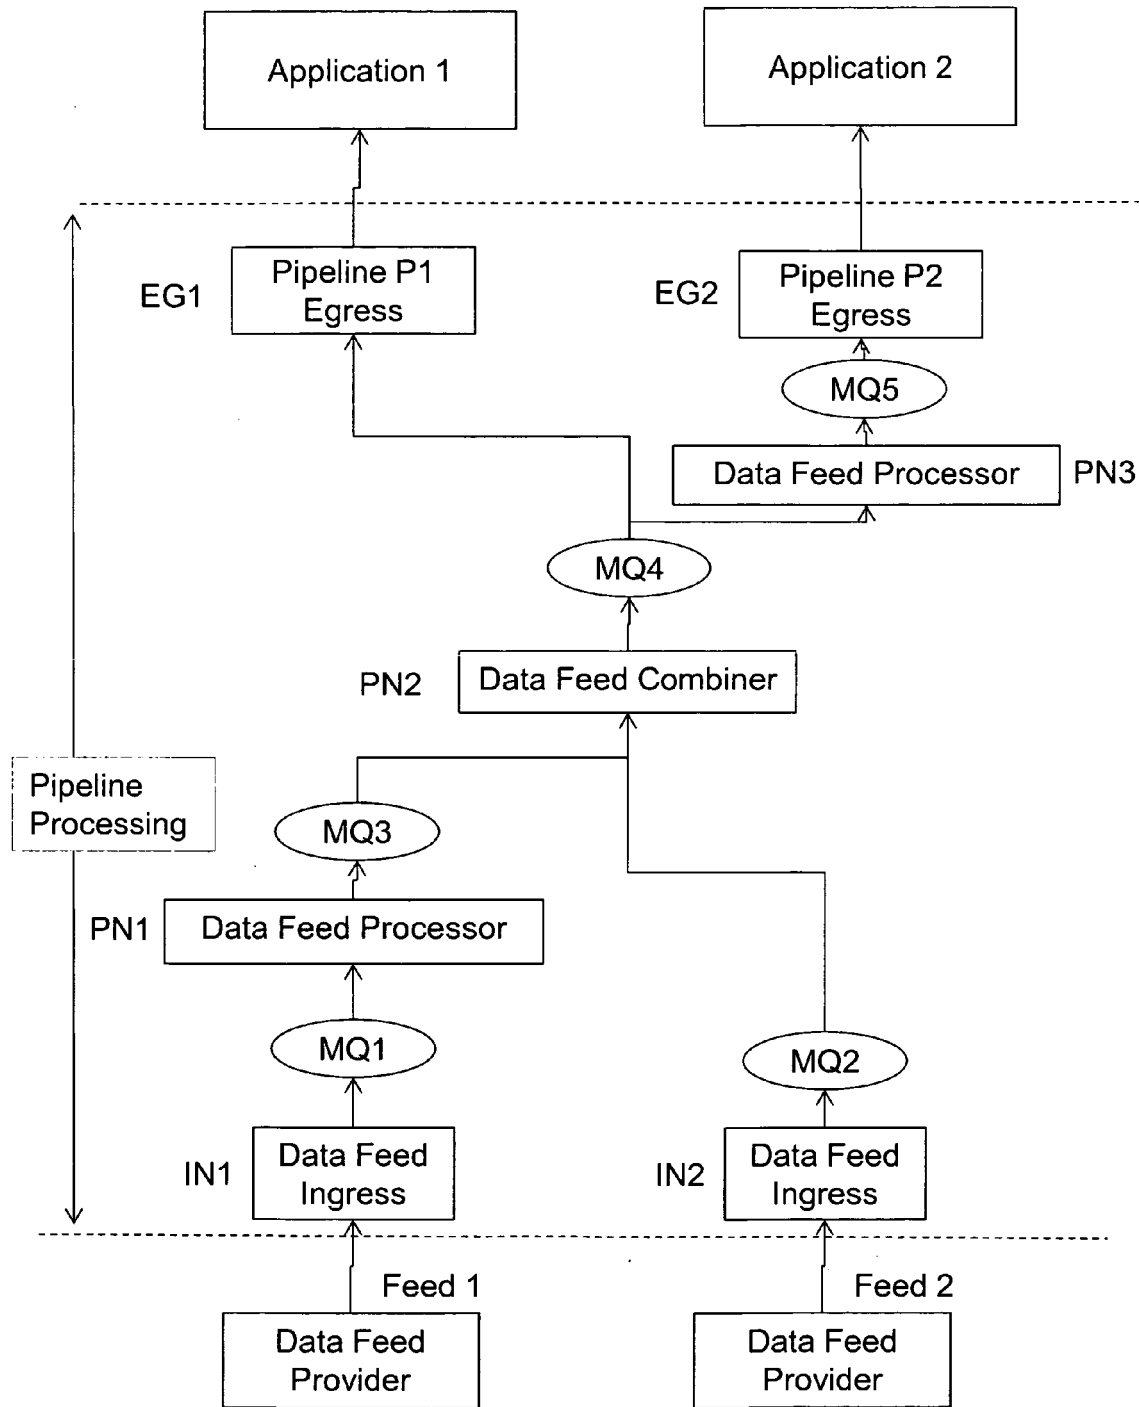 Application 1
Application 2
EG1
Pipeline P1
Egress
EG2
Pipeline P2
Egress
MQ5
Data Feed Processor
PN3
MQ4
PN2
Data Feed Combiner
Pipeline
Processing
MQ3
PN1
Data Feed Processor
MQ1
MQ2
IN1
Data Feed
Ingress
IN2
Data Feed
Ingress
Feed 1
Feed 2
Data Feed
Provider
Data Feed
Provider